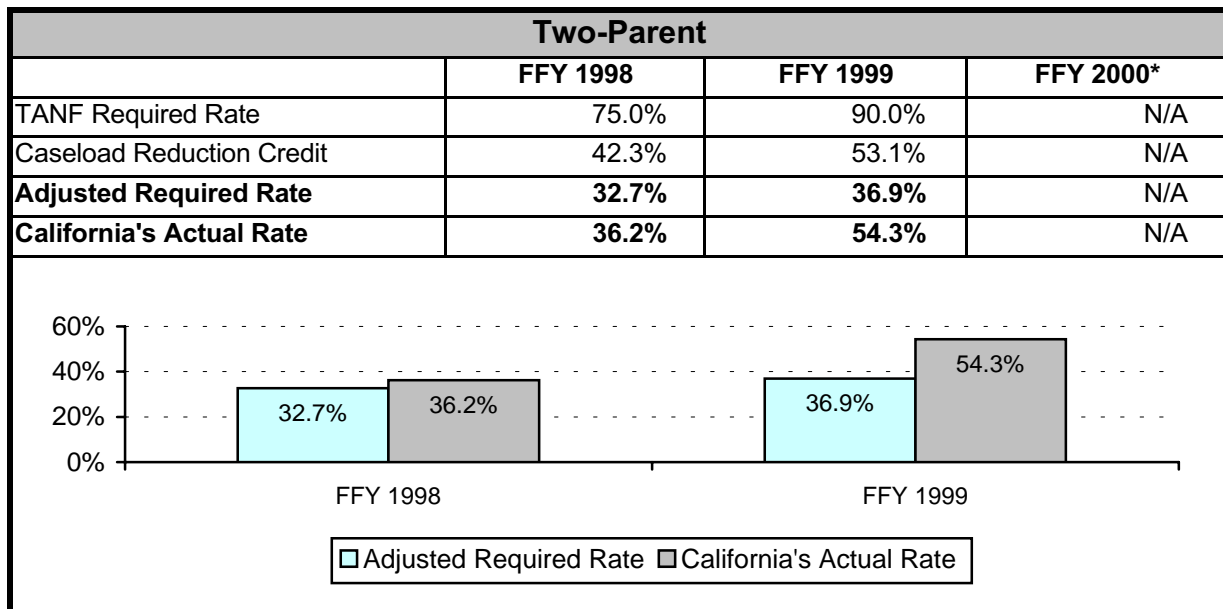 Two-Parent
FFY 1998 FFY 1999 FFY 2000*
TANF Required Rate 75.0% 90.0% N/A
Caseload Reduction Credit 42.3% 53.1% N/A
Adjusted Required Rate 32.7% 36.9% N/A
California's Actual Rate 36.2% 54.3% N/A
60%
40%
20%
0%
32.7% 36.2% 36.9% 54.3%
FFY 1998 FFY 1999
Adjusted Required Rate California's Actual Rate